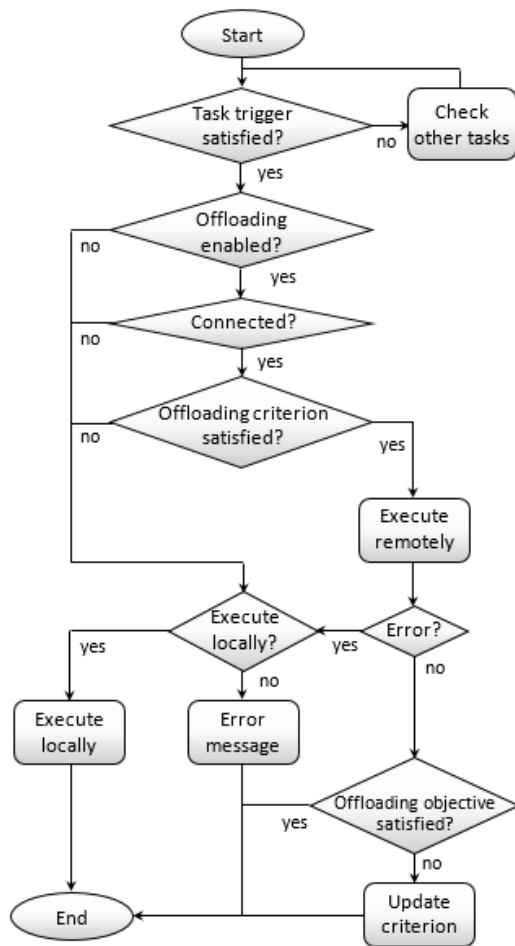 Start
Task trigger
satisfied?
no
Check
other tasks
yes
Offloading
enabled?
no
yes
Connected?
no
yes
Offloading criterion
satisfied?
no
yes
Execute
remotely
Execute
locally?
yes
Error?
yes
no
no
Execute
locally
Error
message
Offloading objective
satisfied?
yes
no
Update
criterion
End